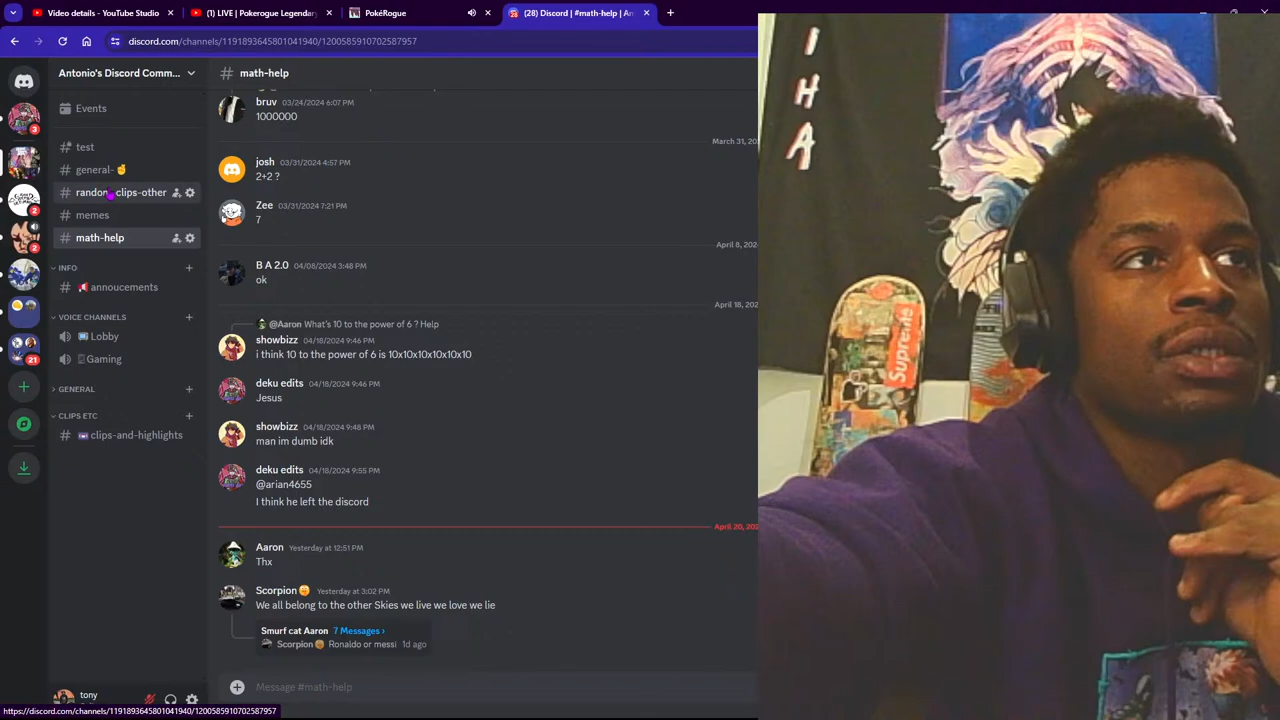 Video details - YouTube Studio
(1) LIVE | Pokerogue Legendary
PokéRogue
(28) Discord | #math-help | An
discord.com/channels/1191893645801041940/1200585910702587957
Antonio's Discord Comm...
# math-help
Events
test
general-
random-clips-other
memes
math-help
INFO
annoucements
VOICE CHANNELS
Lobby
Gaming
GENERAL
CLIPS ETC
clips-and-highlights
3
2
2
21
tony
bruv 03/24/2024 6:07 PM
1000000
March 31, 20
josh 03/31/2024 4:57 PM
2+2 ?
Zee 03/31/2024 7:21 PM
7
April 8, 202
B A 2.0 04/08/2024 3:48 PM
ok
April 18, 202
@Aaron What's 10 to the power of 6 ? Help
showbizz 04/18/2024 9:46 PM
i think 10 to the power of 6 is 10x10x10x10x10x10
deku edits 04/18/2024 9:46 PM
Jesus
showbizz 04/18/2024 9:48 PM
man im dumb idk
deku edits 04/18/2024 9:55 PM
@arian4655
I think he left the discord
April 20, 202
Aaron Yesterday at 12:51 PM
Thx
Scorpion Yesterday at 3:02 PM
We all belong to the other Skies we live we love we lie
Smurf cat Aaron 7 Messages ›
Scorpion Ronaldo or messi 1d ago
Message #math-help
https://discord.com/channels/1191893645801041940/1200585910702587957
I
H
A
Supreme